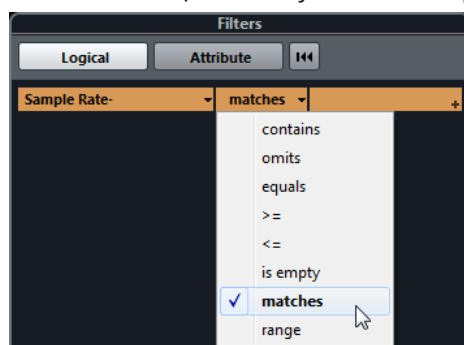 Filters
Logical Attribute
Sample Rate- matches +
contains
omits
equals
>=
<=
is empty
✓ matches
range